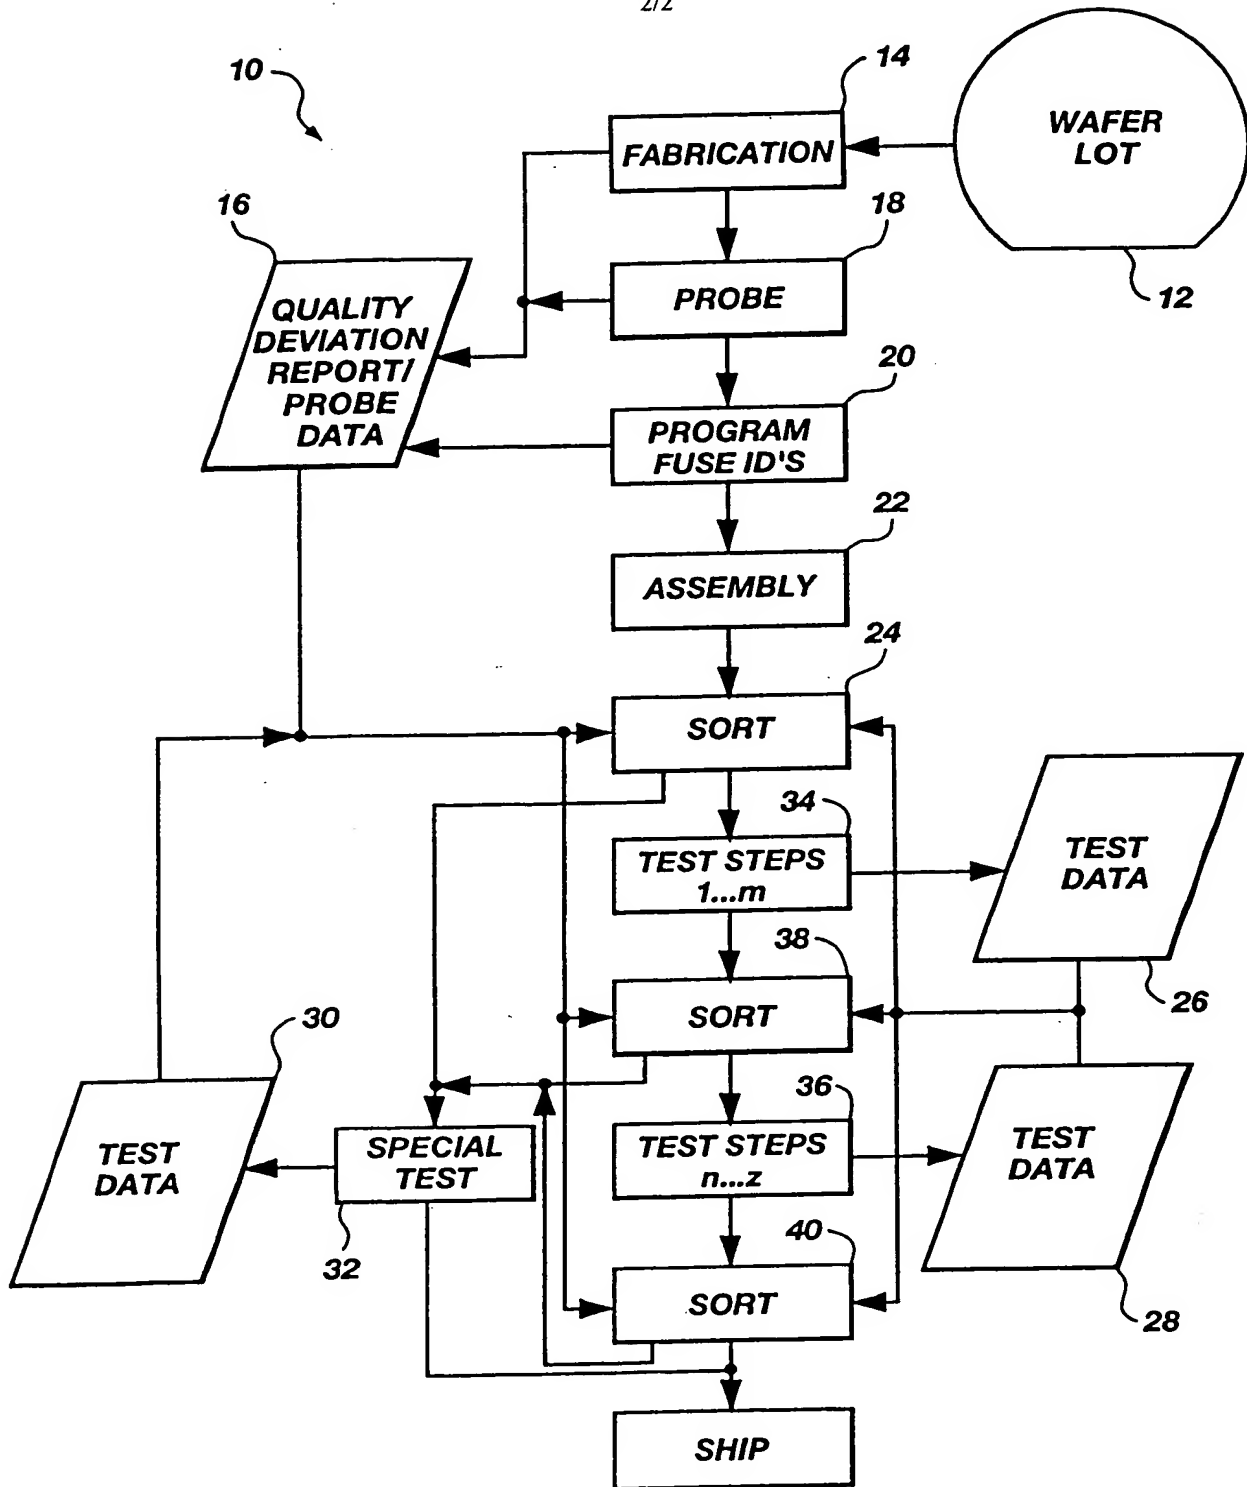 2/2
10
14
WAFER
LOT
FABRICATION
16
18
12
QUALITY
DEVIATION
REPORT/
PROBE
DATA
PROBE
20
PROGRAM
FUSE ID'S
22
ASSEMBLY
24
SORT
34
TEST STEPS
1...m
TEST
DATA
38
26
SORT
30
36
TEST
DATA
SPECIAL
TEST
TEST STEPS
n...z
TEST
DATA
32
40
SORT
28
SHIP